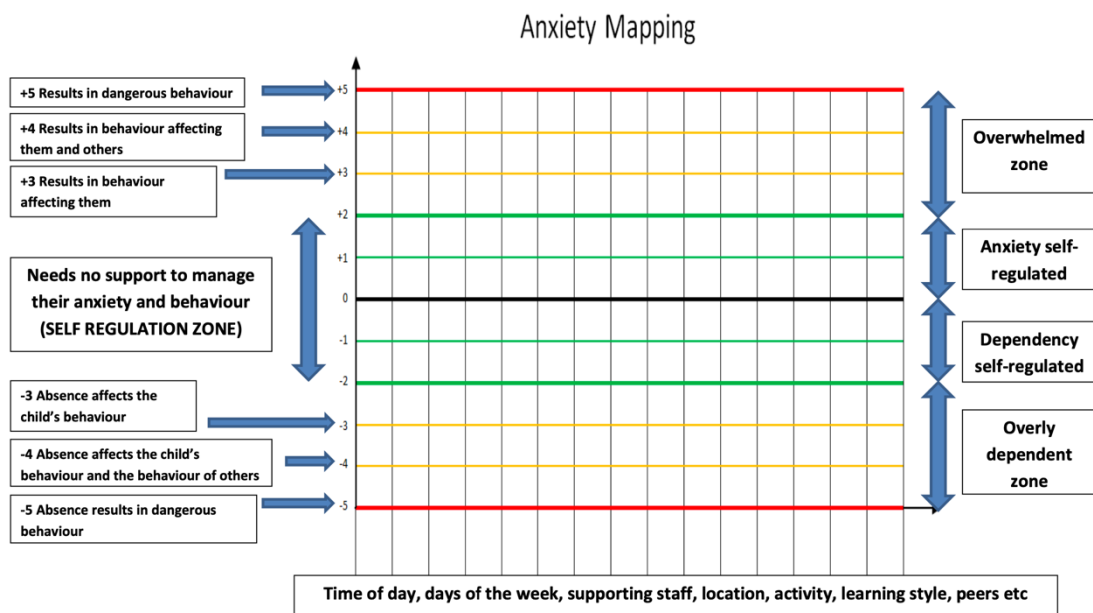 Anxiety Mapping
+5 Results in dangerous behaviour
+4 Results in behaviour affecting
them and others
+3 Results in behaviour
affecting them
Needs no support to manage
their anxiety and behaviour
(SELF REGULATION ZONE)
-3 Absence affects the
child’s behaviour
-4 Absence affects the child’s
behaviour and the behaviour of others
-5 Absence results in dangerous
behaviour
+5
+4
+3
+2
+1
0
-1
-2
-3
-4
-5
Overwhelmed
zone
Anxiety self-
regulated
Dependency
self-regulated
Overly
dependent
zone
Time of day, days of the week, supporting staff, location, activity, learning style, peers etc